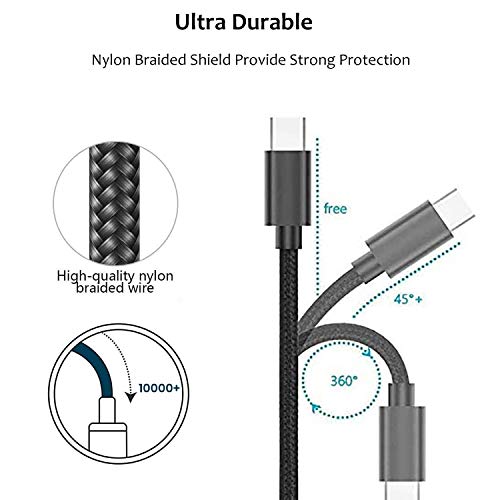 Ultra Durable
Nylon Braided Shield Provide Strong Protection
free
High-quality nylon
braided wire
45°+
10000+
360°